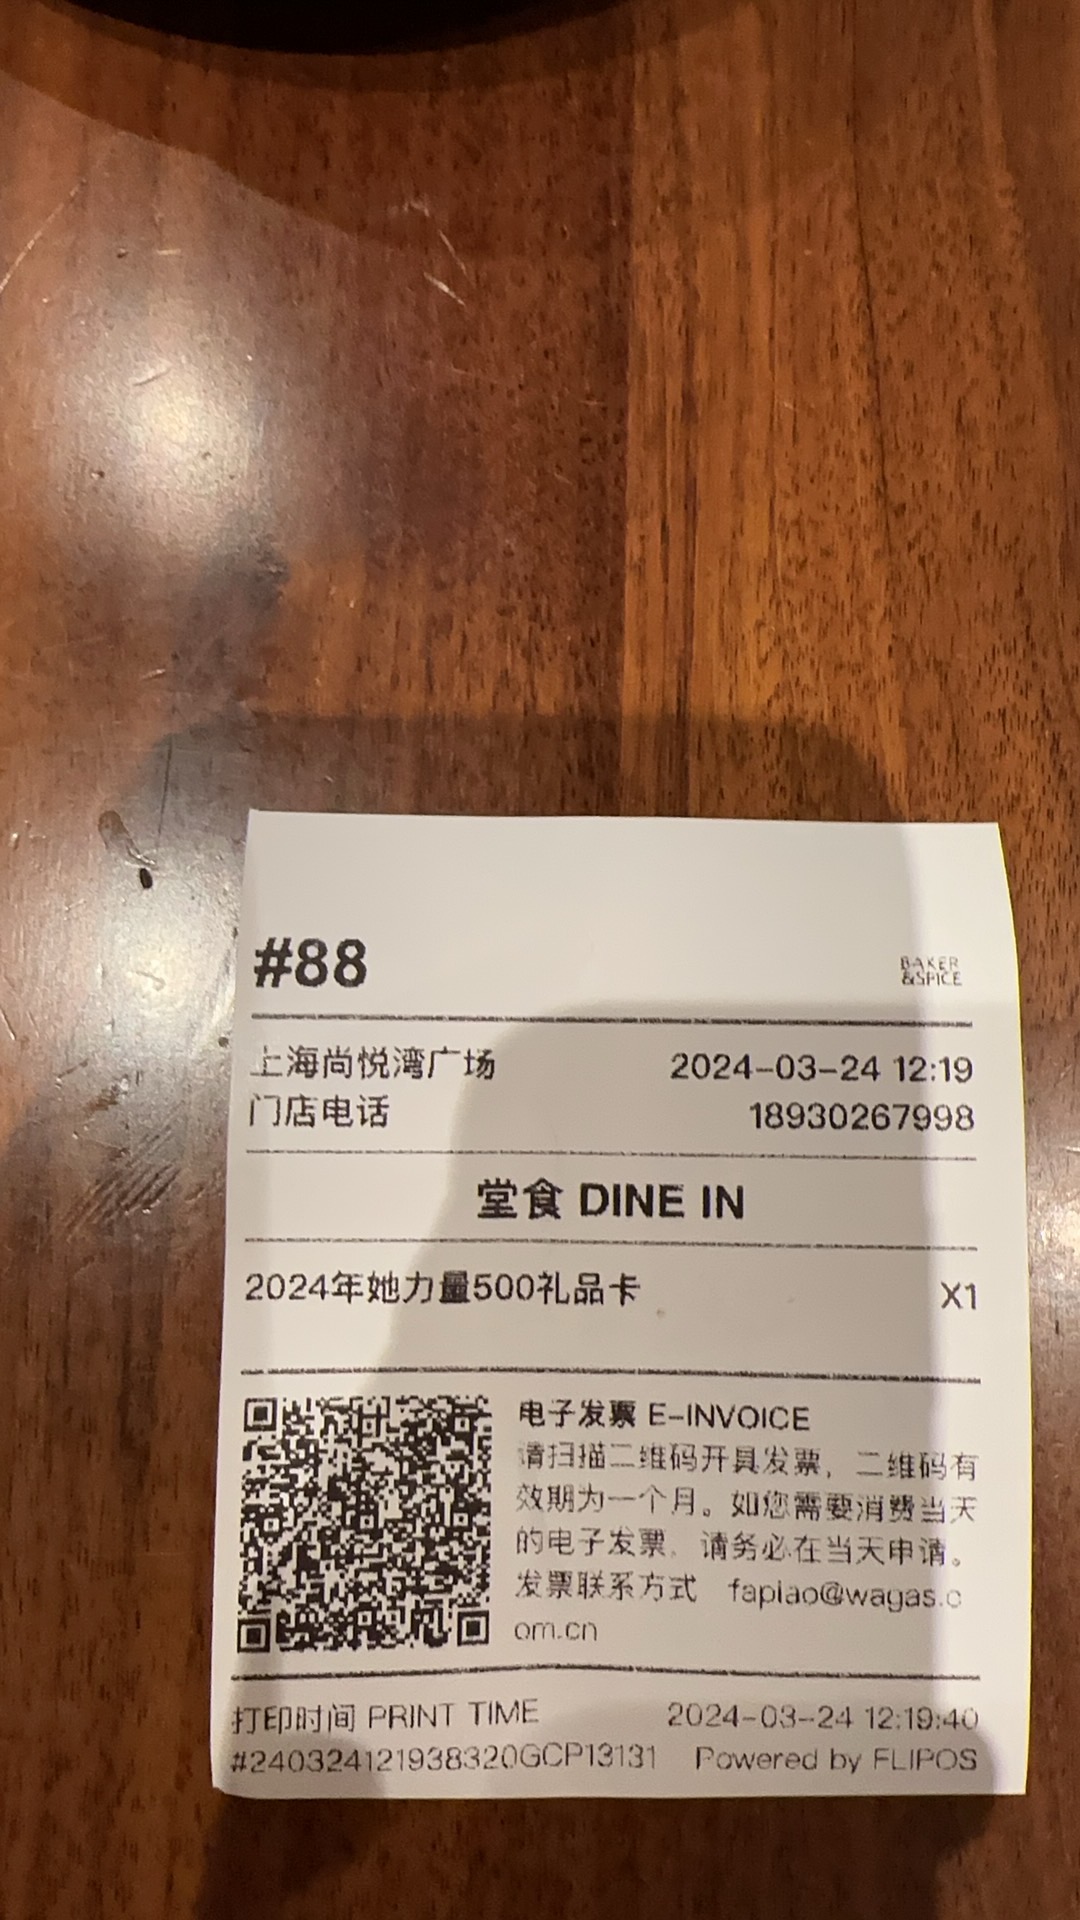 #88
BAKER
&SPICE
上海尚悦湾广场 2024-03-24 12:19
门店电话 18930267998
堂食 DINE IN
2024年她力量500礼品卡 X1
电子发票 E-INVOICE
请扫描二维码开具发票，二维码有
效期为一个月。如您需要消费当天
的电子发票，请务必在当天申请。
发票联系方式 fapiao@wagas.c
om.cn
打印时间 PRINT TIME 2024-03-24 12:19:40
#240324121938320GCP13131 Powered by FLIPOS